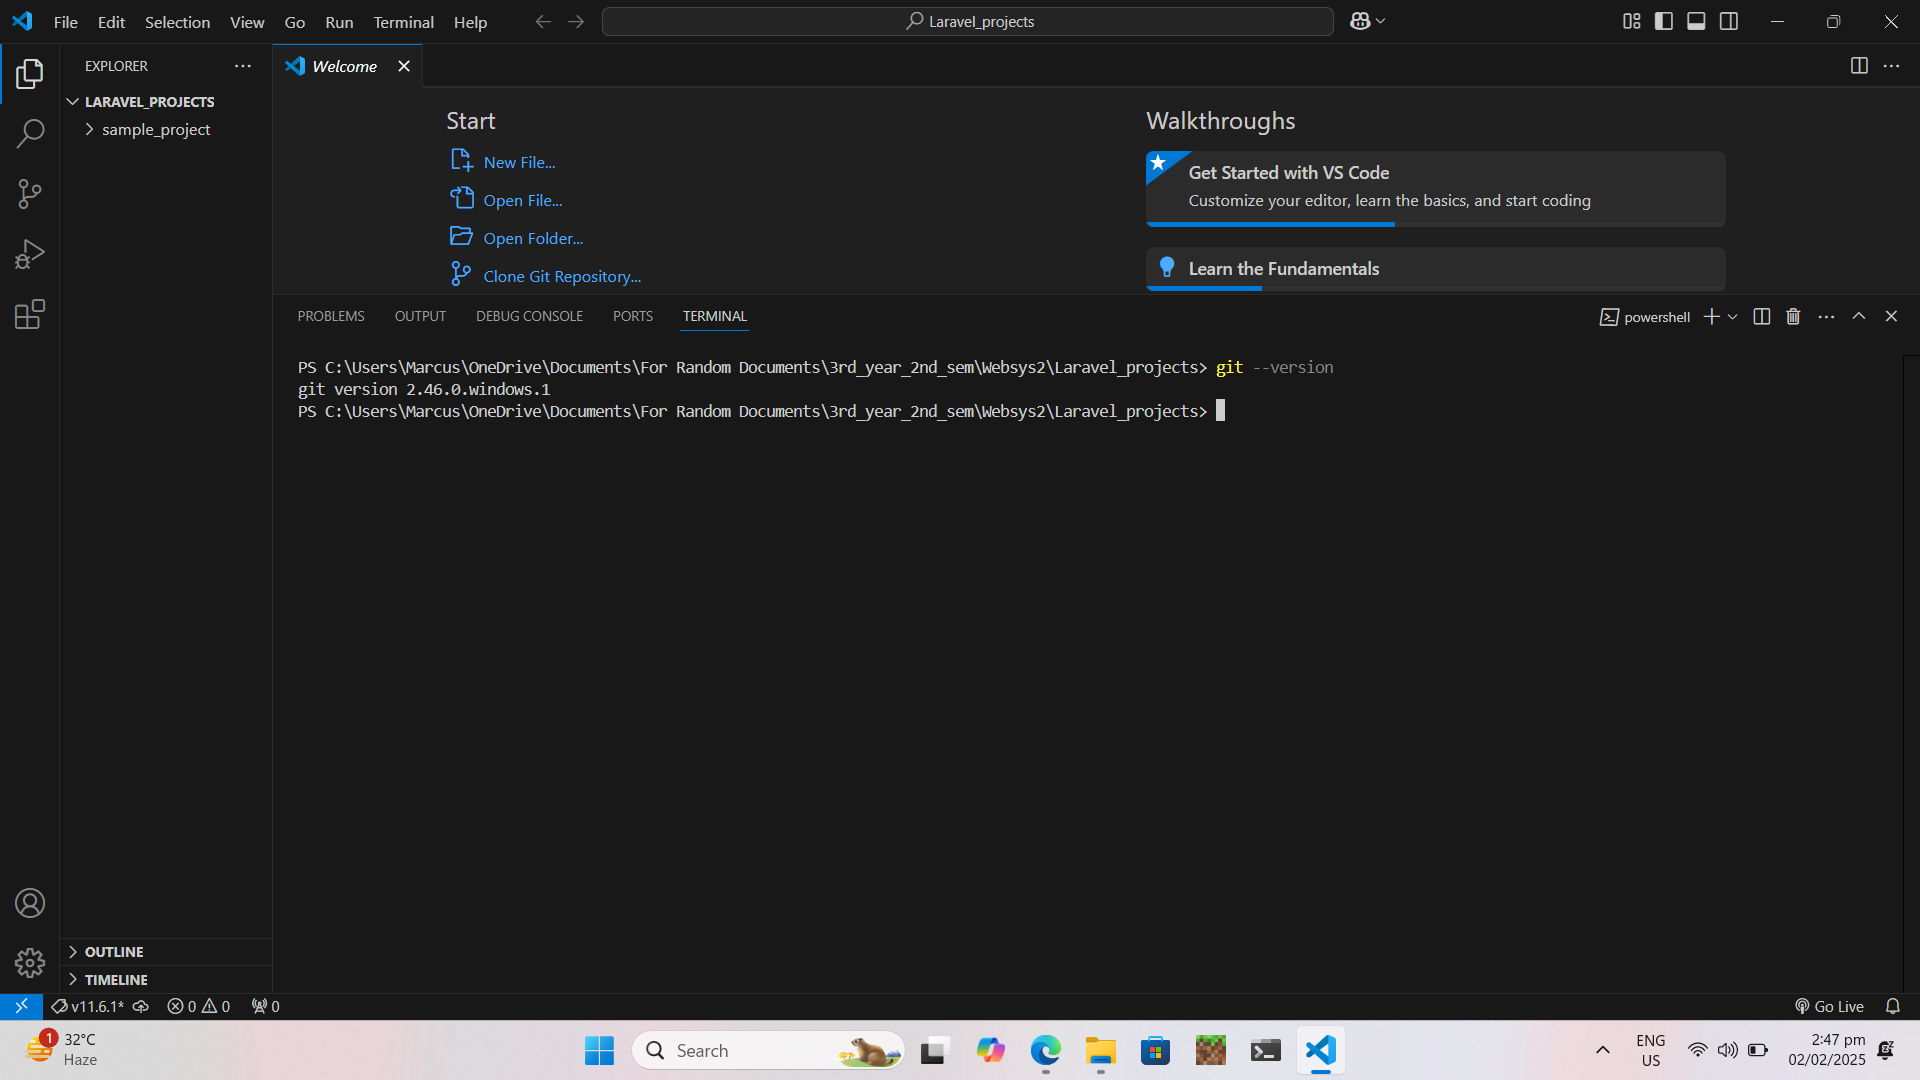 File Edit Selection View Go Run Terminal Help
Laravel_projects
EXPLORER
Welcome
LARAVEL_PROJECTS
sample_project
Start
New File...
Open File...
Open Folder...
Clone Git Repository...
Walkthroughs
Get Started with VS Code
Customize your editor, learn the basics, and start coding
Learn the Fundamentals
PROBLEMS OUTPUT DEBUG CONSOLE PORTS TERMINAL
powershell
PS C:\Users\Marcus\OneDrive\Documents\For Random Documents\3rd_year_2nd_sem\Websys2\Laravel_projects> git --version
git version 2.46.0.windows.1
PS C:\Users\Marcus\OneDrive\Documents\For Random Documents\3rd_year_2nd_sem\Websys2\Laravel_projects>
OUTLINE
TIMELINE
v11.6.1* 0 0 0
Go Live
1
32°C
Haze
Search
ENG
US
2:47 pm
02/02/2025